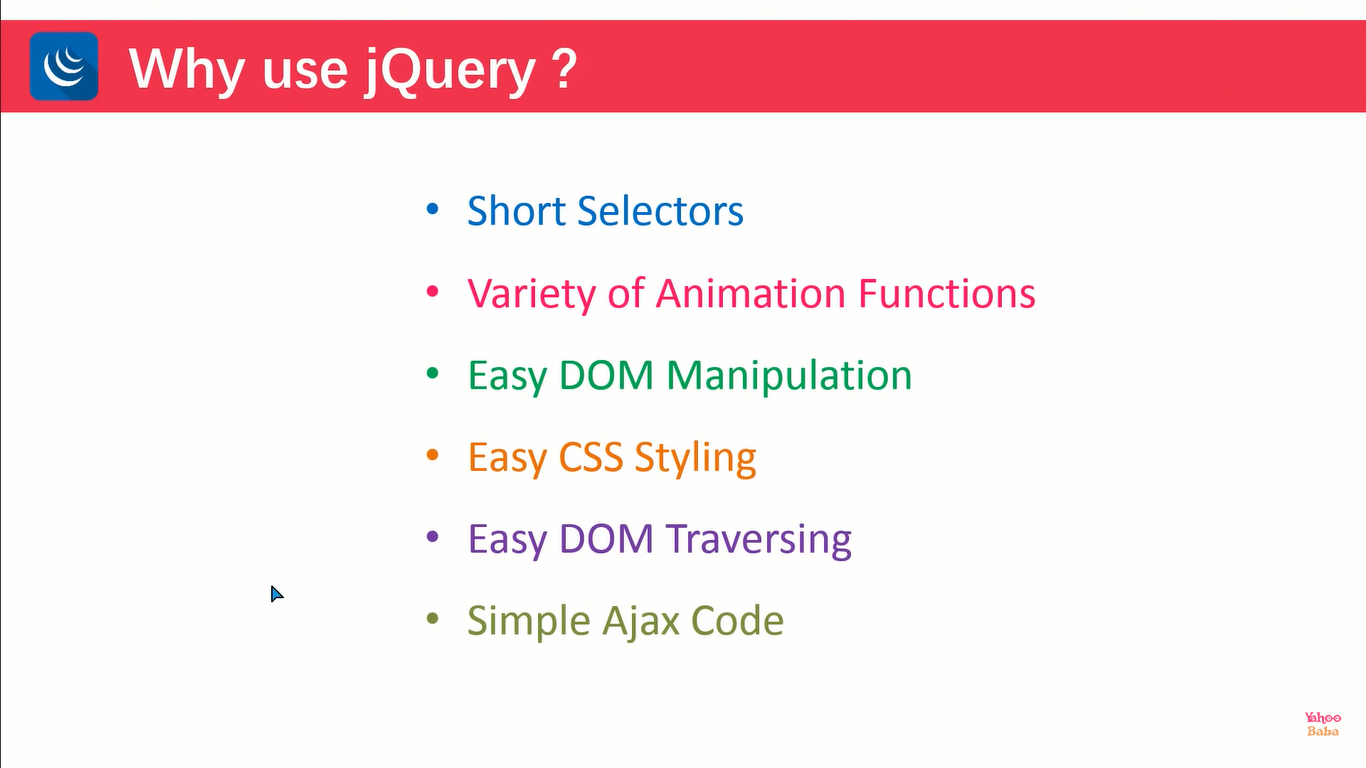 Why use jQuery ?
• Short Selectors
• Variety of Animation Functions
• Easy DOM Manipulation
• Easy CSS Styling
• Easy DOM Traversing
• Simple Ajax Code
Yahoo
Baba